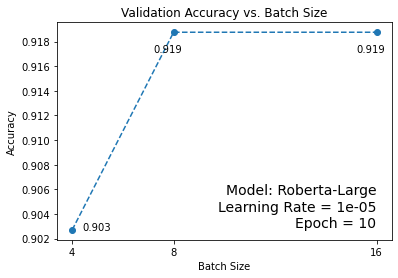 Validation Accuracy vs. Batch Size
Accuracy
0.918
0.916
0.914
0.912
0.910
0.908
0.906
0.904
0.902
0.903
0.919
0.919
Model: Roberta-Large
Learning Rate = 1e-05
Epoch = 10
4
8
16
Batch Size